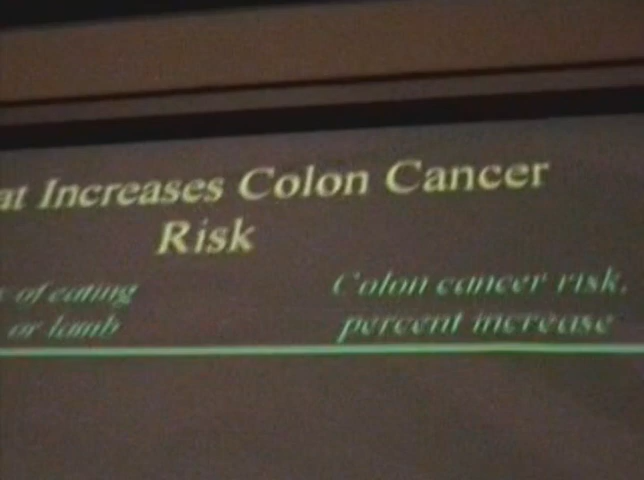 at Increases Colon Cancer
Risk
of eating
or lamb
Colon cancer risk,
percent increase